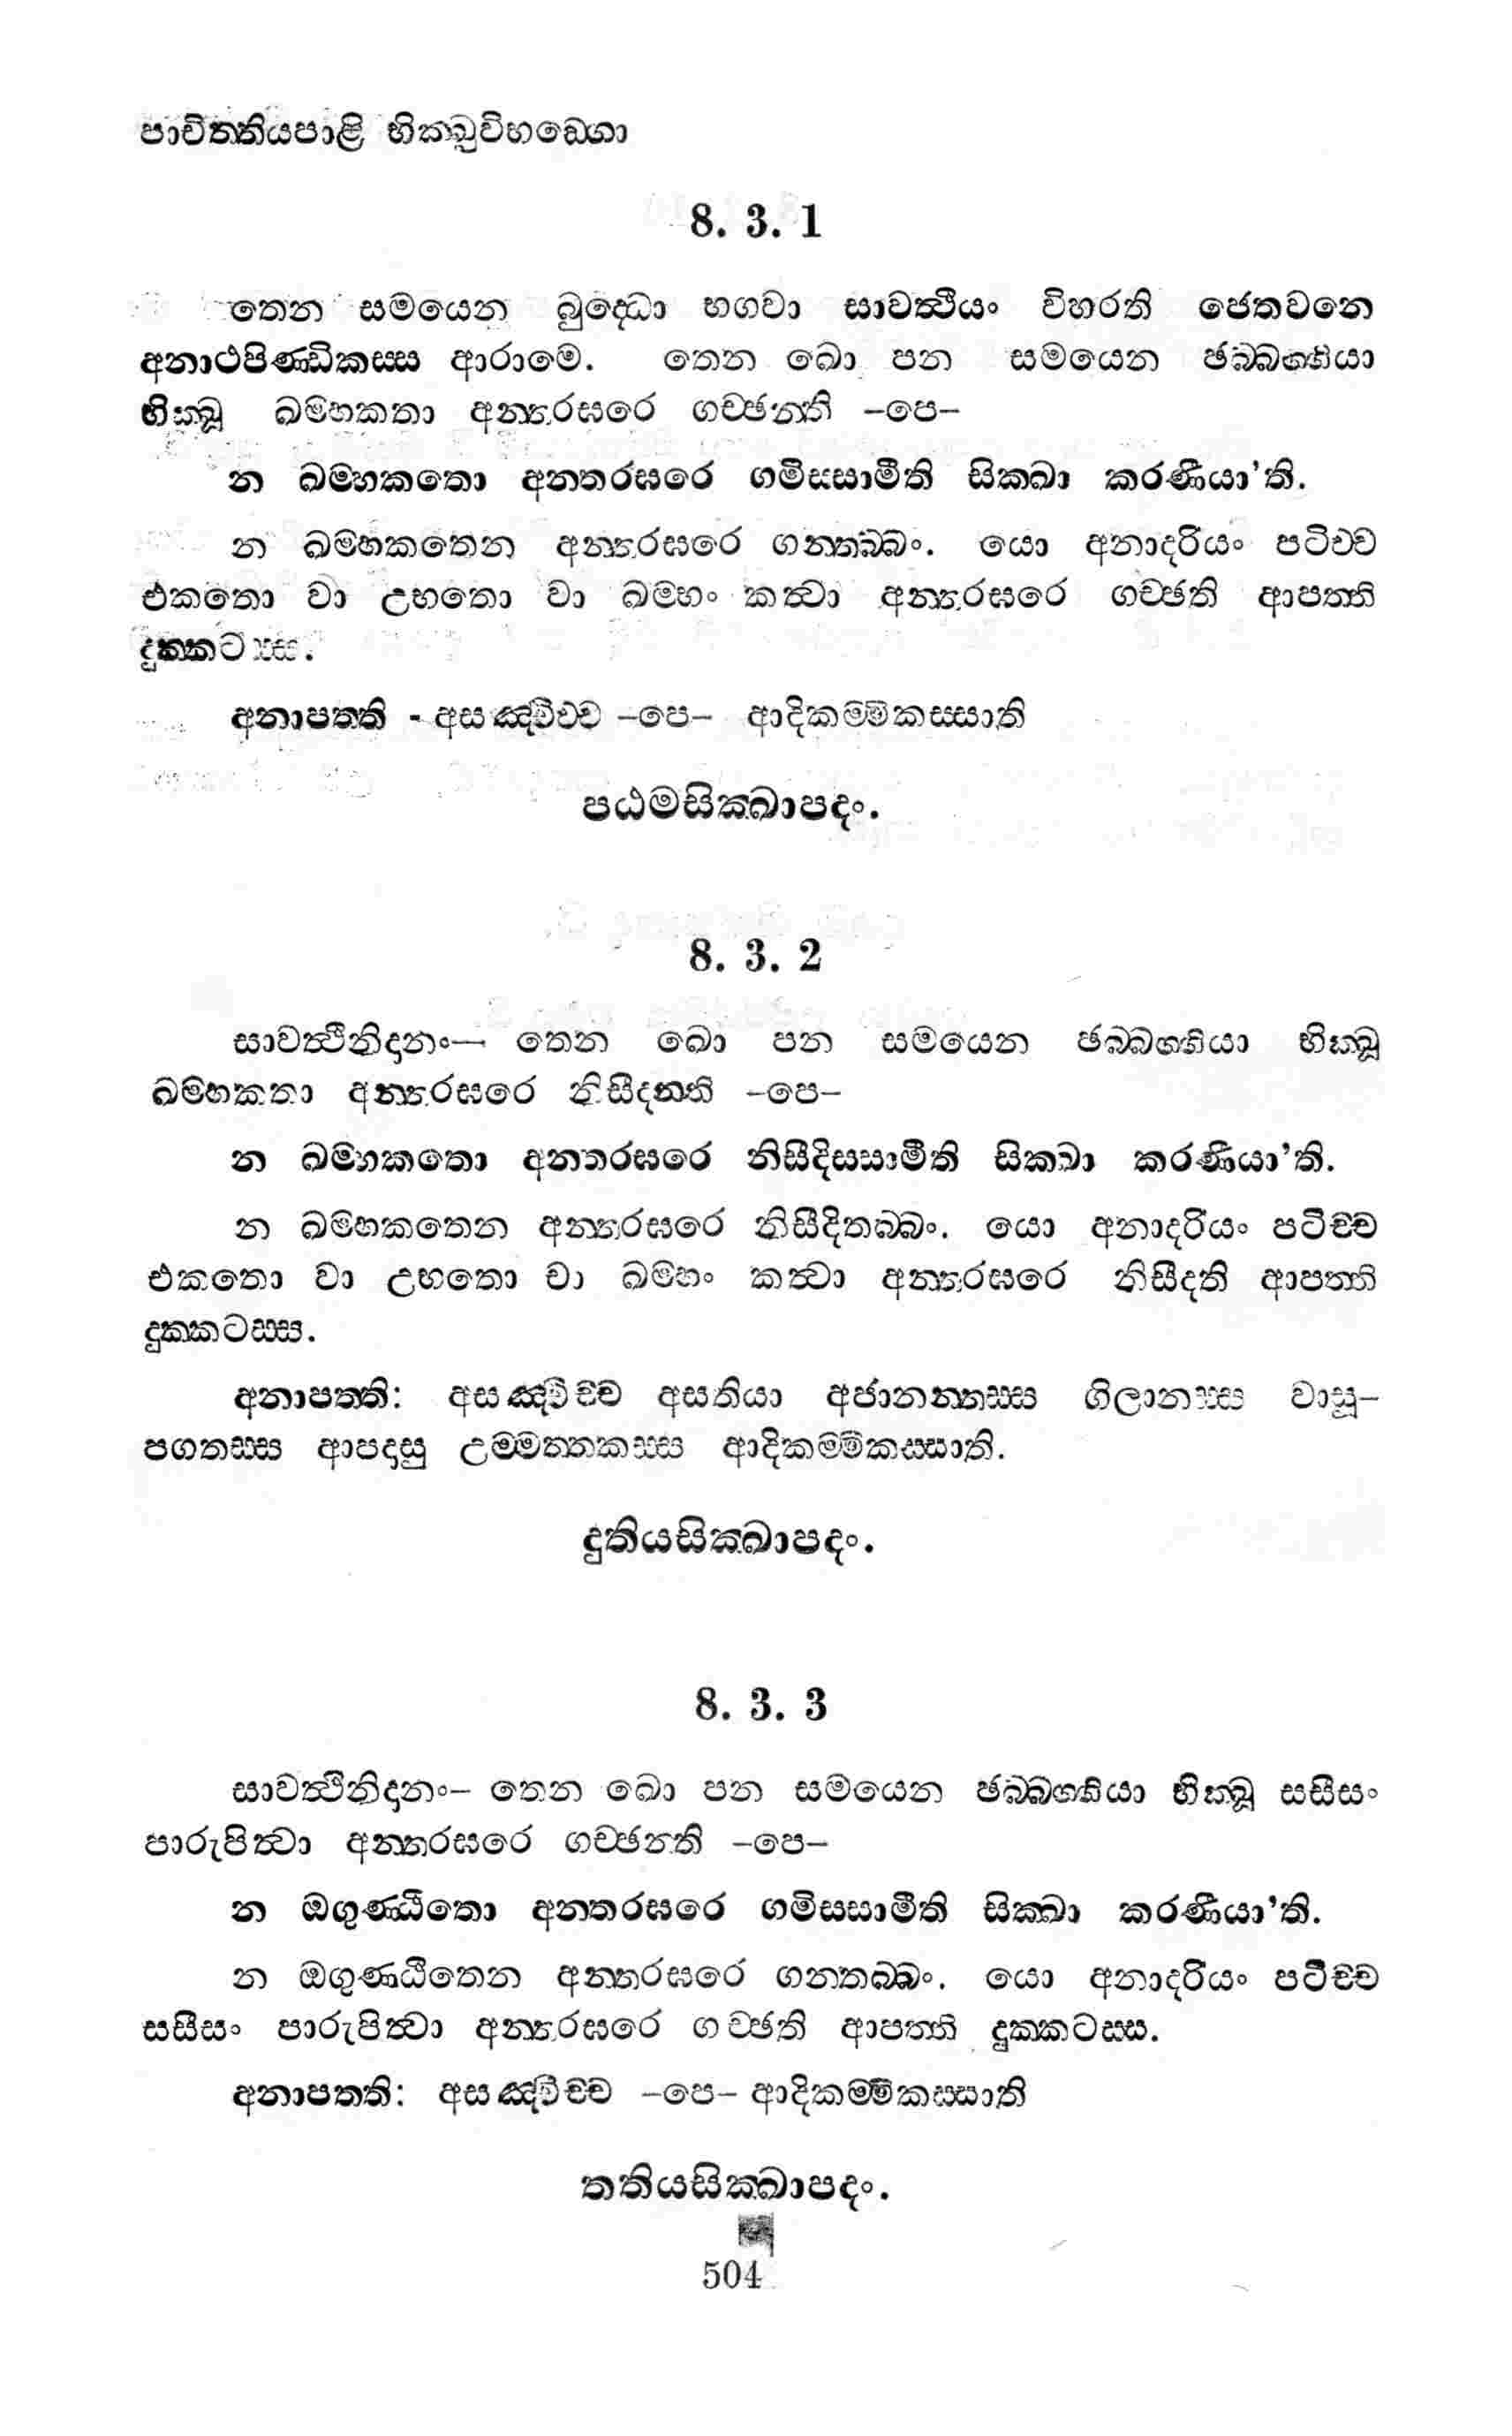 පාචිත්තියපාළි භික්ඛුවිභඞ්ගො
8. 3. 1
තෙන සමයෙන බුද්ධො භගවා සාවත්ථියං විහරති ජෙතවනෙ
අනාථපිණ්ඩිකස්ස ආරාමෙ. තෙන ඛො පන සමයෙන ඡබ්බග්ගියා
භික්ඛූ ඛම්භකතා අන්තරඝරෙ ගච්ඡන්ති –පෙ–
න ඛම්භකතො අන්තරඝරෙ ගමිස්සාමීති සික්ඛා කරණීයා’ති.
න ඛම්භකතෙන අන්තරඝරෙ ගන්තබ්බං. යො අනාදරියං පටිච්ච
එකතො වා උභතො වා ඛම්භං කත්වා අන්තරඝරෙ ගච්ඡති ආපත්ති
දුක්කටස්ස.
අනාපත්ති - අසඤ්චිච්ච –පෙ– ආදිකම්මිකස්සාති
පඨමසික්ඛාපදං.
8. 3. 2
සාවත්ථිනිදානං— තෙන ඛො පන සමයෙන ඡබ්බග්ගියා භික්ඛූ
ඛම්භකතා අන්තරඝරෙ නිසීදන්ති –පෙ–
න ඛම්භකතො අන්තරඝරෙ නිසීදිස්සාමීති සික්ඛා කරණීයා’ති.
න ඛම්භකතෙන අන්තරඝරෙ නිසීදිතබ්බං. යො අනාදරියං පටිච්ච
එකතො වා උභතො වා ඛම්භං කත්වා අන්තරඝරෙ නිසීදති ආපත්ති
දුක්කටස්ස.
අනාපත්ති: අසඤ්චිච්ච අසතියා අජානන්තස්ස ගිලානස්ස වාසූ–
පගතස්ස ආපදාසු උම්මත්තකස්ස ආදිකම්මිකස්සාති.
දුතියසික්ඛාපදං.
8. 3. 3
සාවත්ථිනිදානං– තෙන ඛො පන සමයෙන ඡබ්බග්ගියා භික්ඛූ සසීසං
පාරුපිත්වා අන්තරඝරෙ ගච්ඡන්ති –පෙ–
න ඔගුණ්ඨිතො අන්තරඝරෙ ගමිස්සාමීති සික්ඛා කරණීයා’ති.
න ඔගුණ්ඨිතෙන අන්තරඝරෙ ගන්තබ්බං. යො අනාදරියං පටිච්ච
සසීසං පාරුපිත්වා අන්තරඝරෙ ගච්ඡති ආපත්ති දුක්කටස්ස.
අනාපත්ති: අසඤ්චිච්ච –පෙ– ආදිකම්මිකස්සාති
තතියසික්ඛාපදං.
504